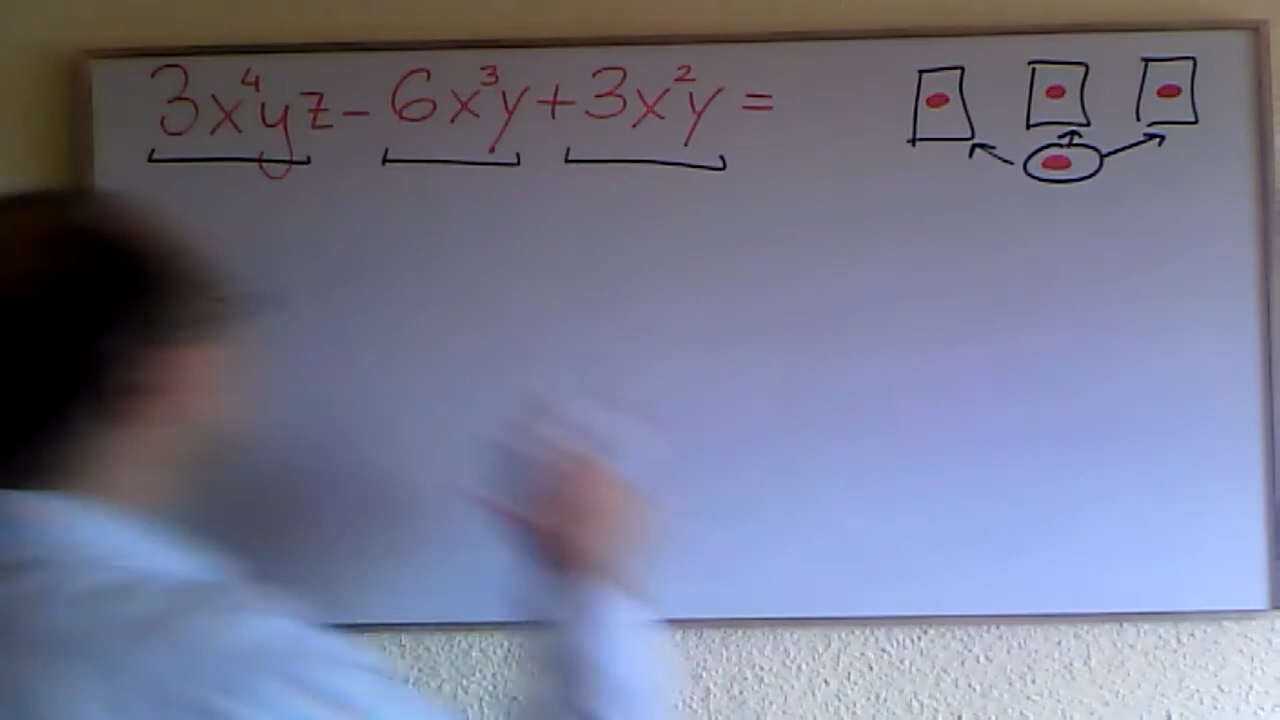 3x⁴yz - 6x³y + 3x²y =